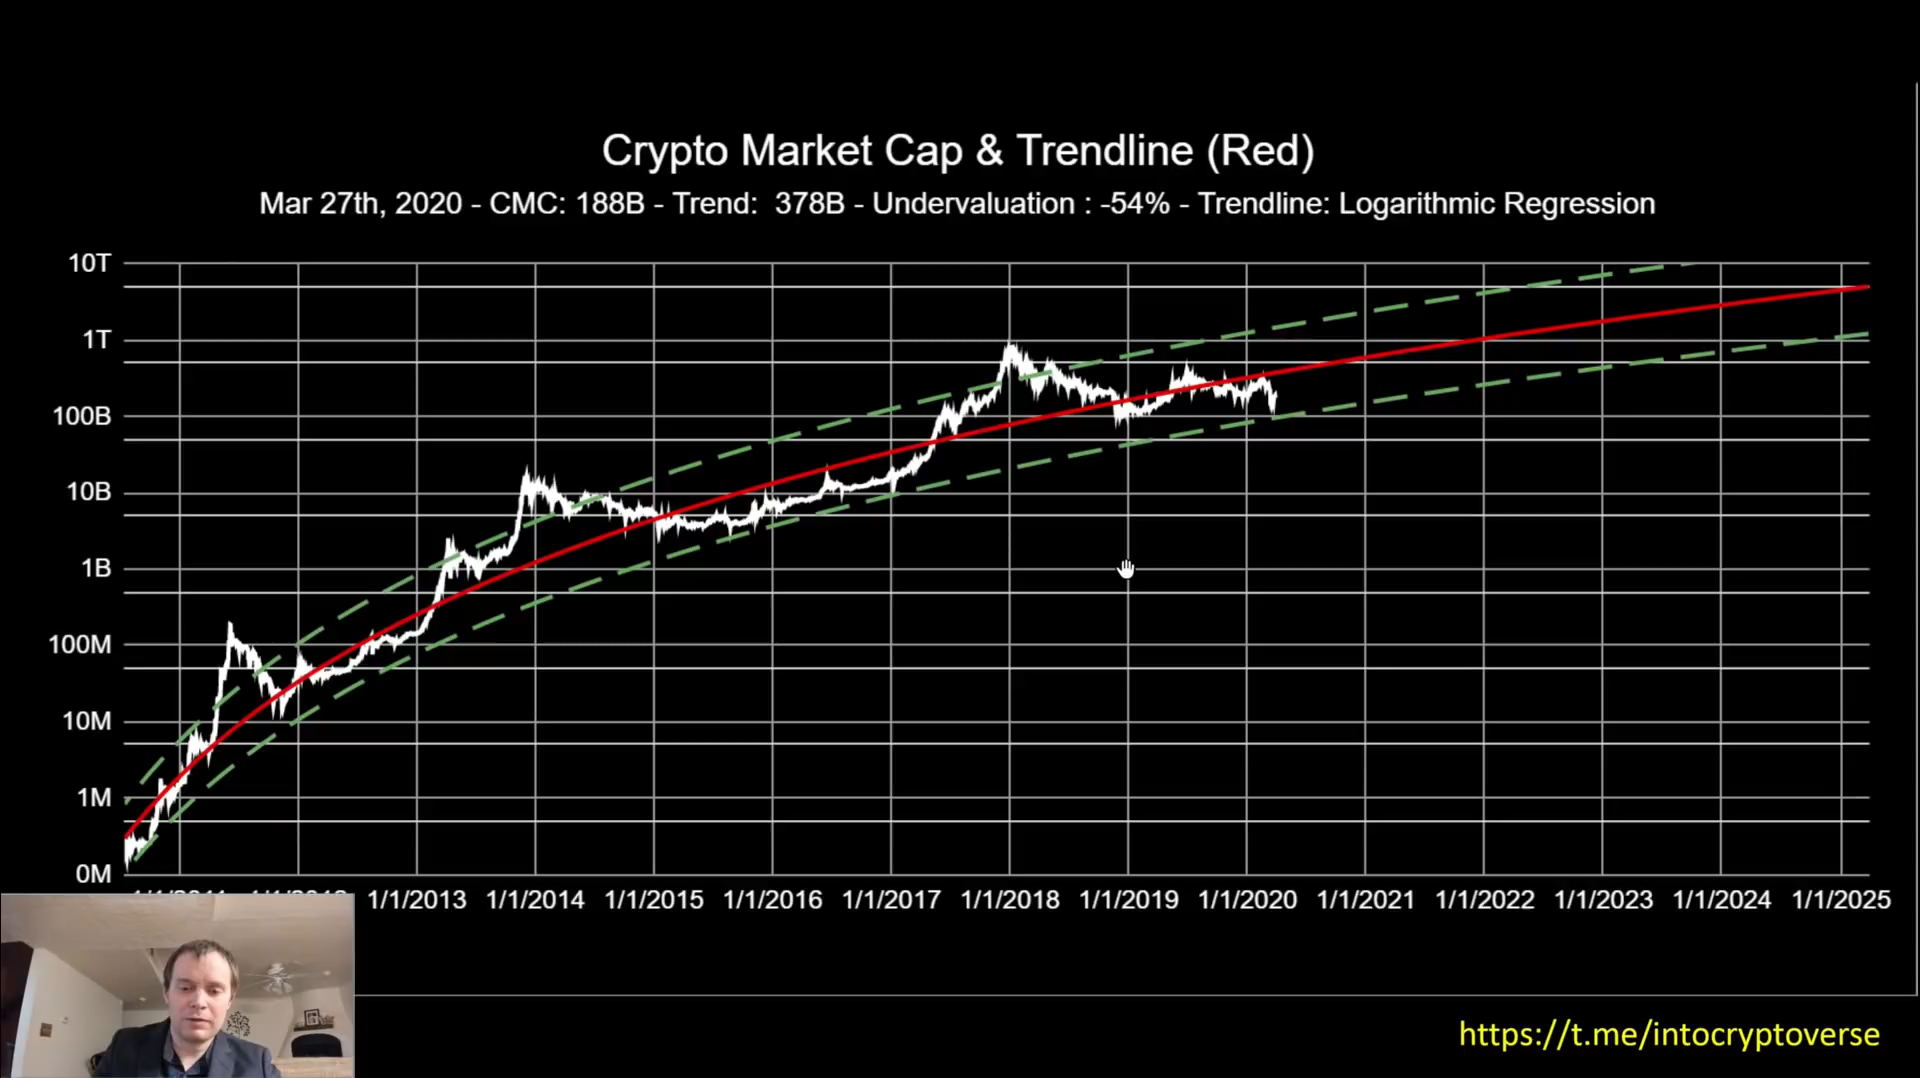 Crypto Market Cap & Trendline (Red)
Mar 27th, 2020 - CMC: 188B - Trend: 378B - Undervaluation : -54% - Trendline: Logarithmic Regression
10T
1T
100B
10B
1B
100M
10M
1M
0M
1/1/2013 1/1/2014 1/1/2015 1/1/2016 1/1/2017 1/1/2018 1/1/2019 1/1/2020 1/1/2021 1/1/2022 1/1/2023 1/1/2024 1/1/2025
https://t.me/intocryptoverse